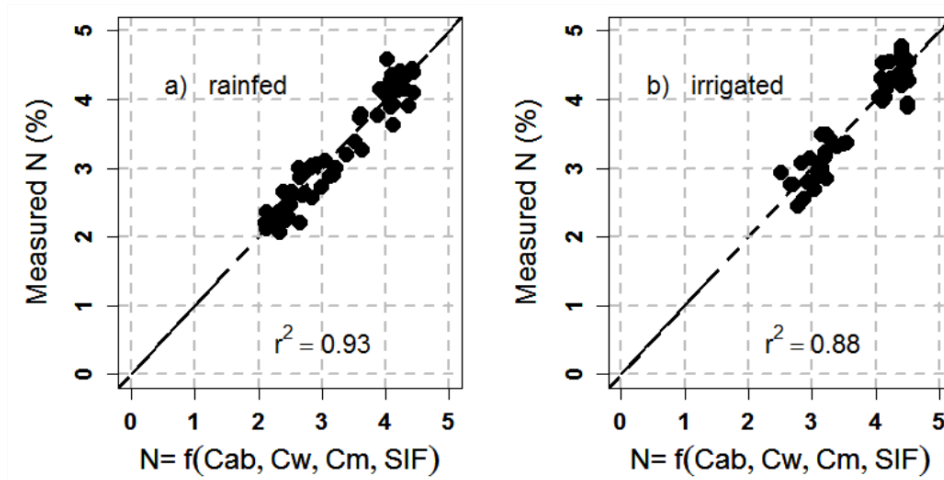 a) rainfed
Measured N (%)
5
4
3
2
1
0
r² = 0.93
0 1 2 3 4 5
N= f(Cab, Cw, Cm, SIF)
b) irrigated
Measured N (%)
5
4
3
2
1
0
r² = 0.88
0 1 2 3 4 5
N= f(Cab, Cw, Cm, SIF)